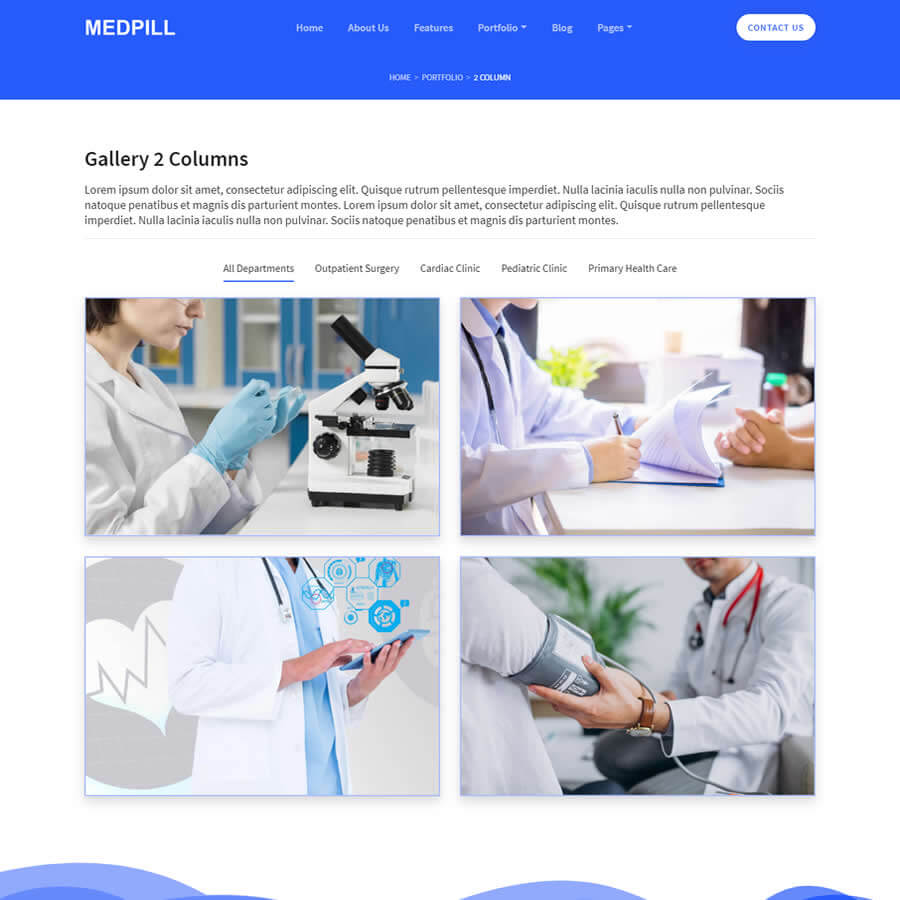 MEDPILL
Home About Us Features Portfolio Blog Pages
CONTACT US
HOME > PORTFOLIO > 2 COLUMN
Gallery 2 Columns
Lorem ipsum dolor sit amet, consectetur adipiscing elit. Quisque rutrum pellentesque imperdiet. Nulla lacinia iaculis nulla non pulvinar. Sociis
natoque penatibus et magnis dis parturient montes. Lorem ipsum dolor sit amet, consectetur adipiscing elit. Quisque rutrum pellentesque
imperdiet. Nulla lacinia iaculis nulla non pulvinar. Sociis natoque penatibus et magnis dis parturient montes.
All Departments Outpatient Surgery Cardiac Clinic Pediatric Clinic Primary Health Care